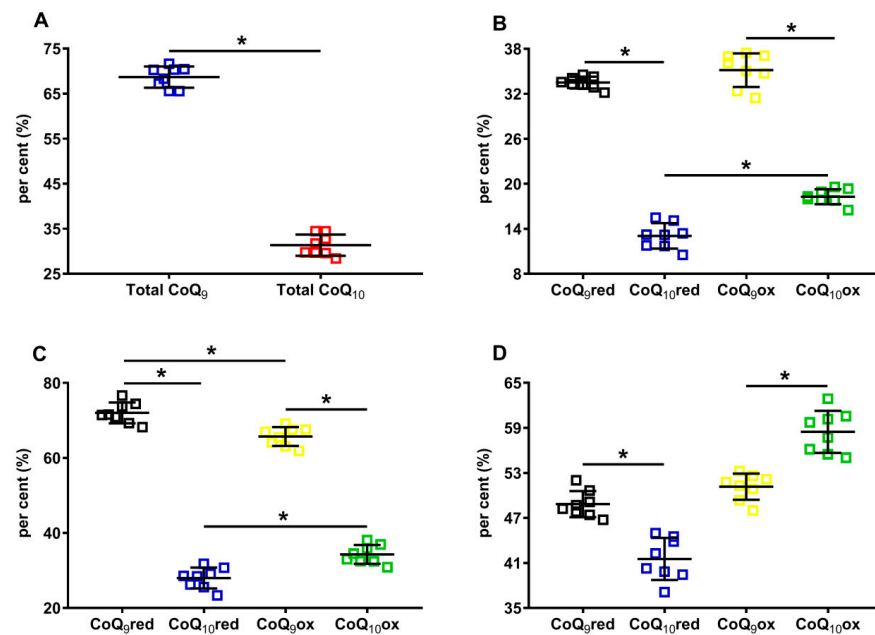 A
*
75
65
55
45
35
25
per cent (%)
Total CoQ₉ Total CoQ₁₀
B
* *
*
38
32
26
20
14
8
per cent (%)
CoQ₉red CoQ₁₀red CoQ₉ox CoQ₁₀ox
C
*
* *
*
80
60
40
20
per cent (%)
CoQ₉red CoQ₁₀red CoQ₉ox CoQ₁₀ox
D
*
*
65
59
53
47
41
35
per cent (%)
CoQ₉red CoQ₁₀red CoQ₉ox CoQ₁₀ox